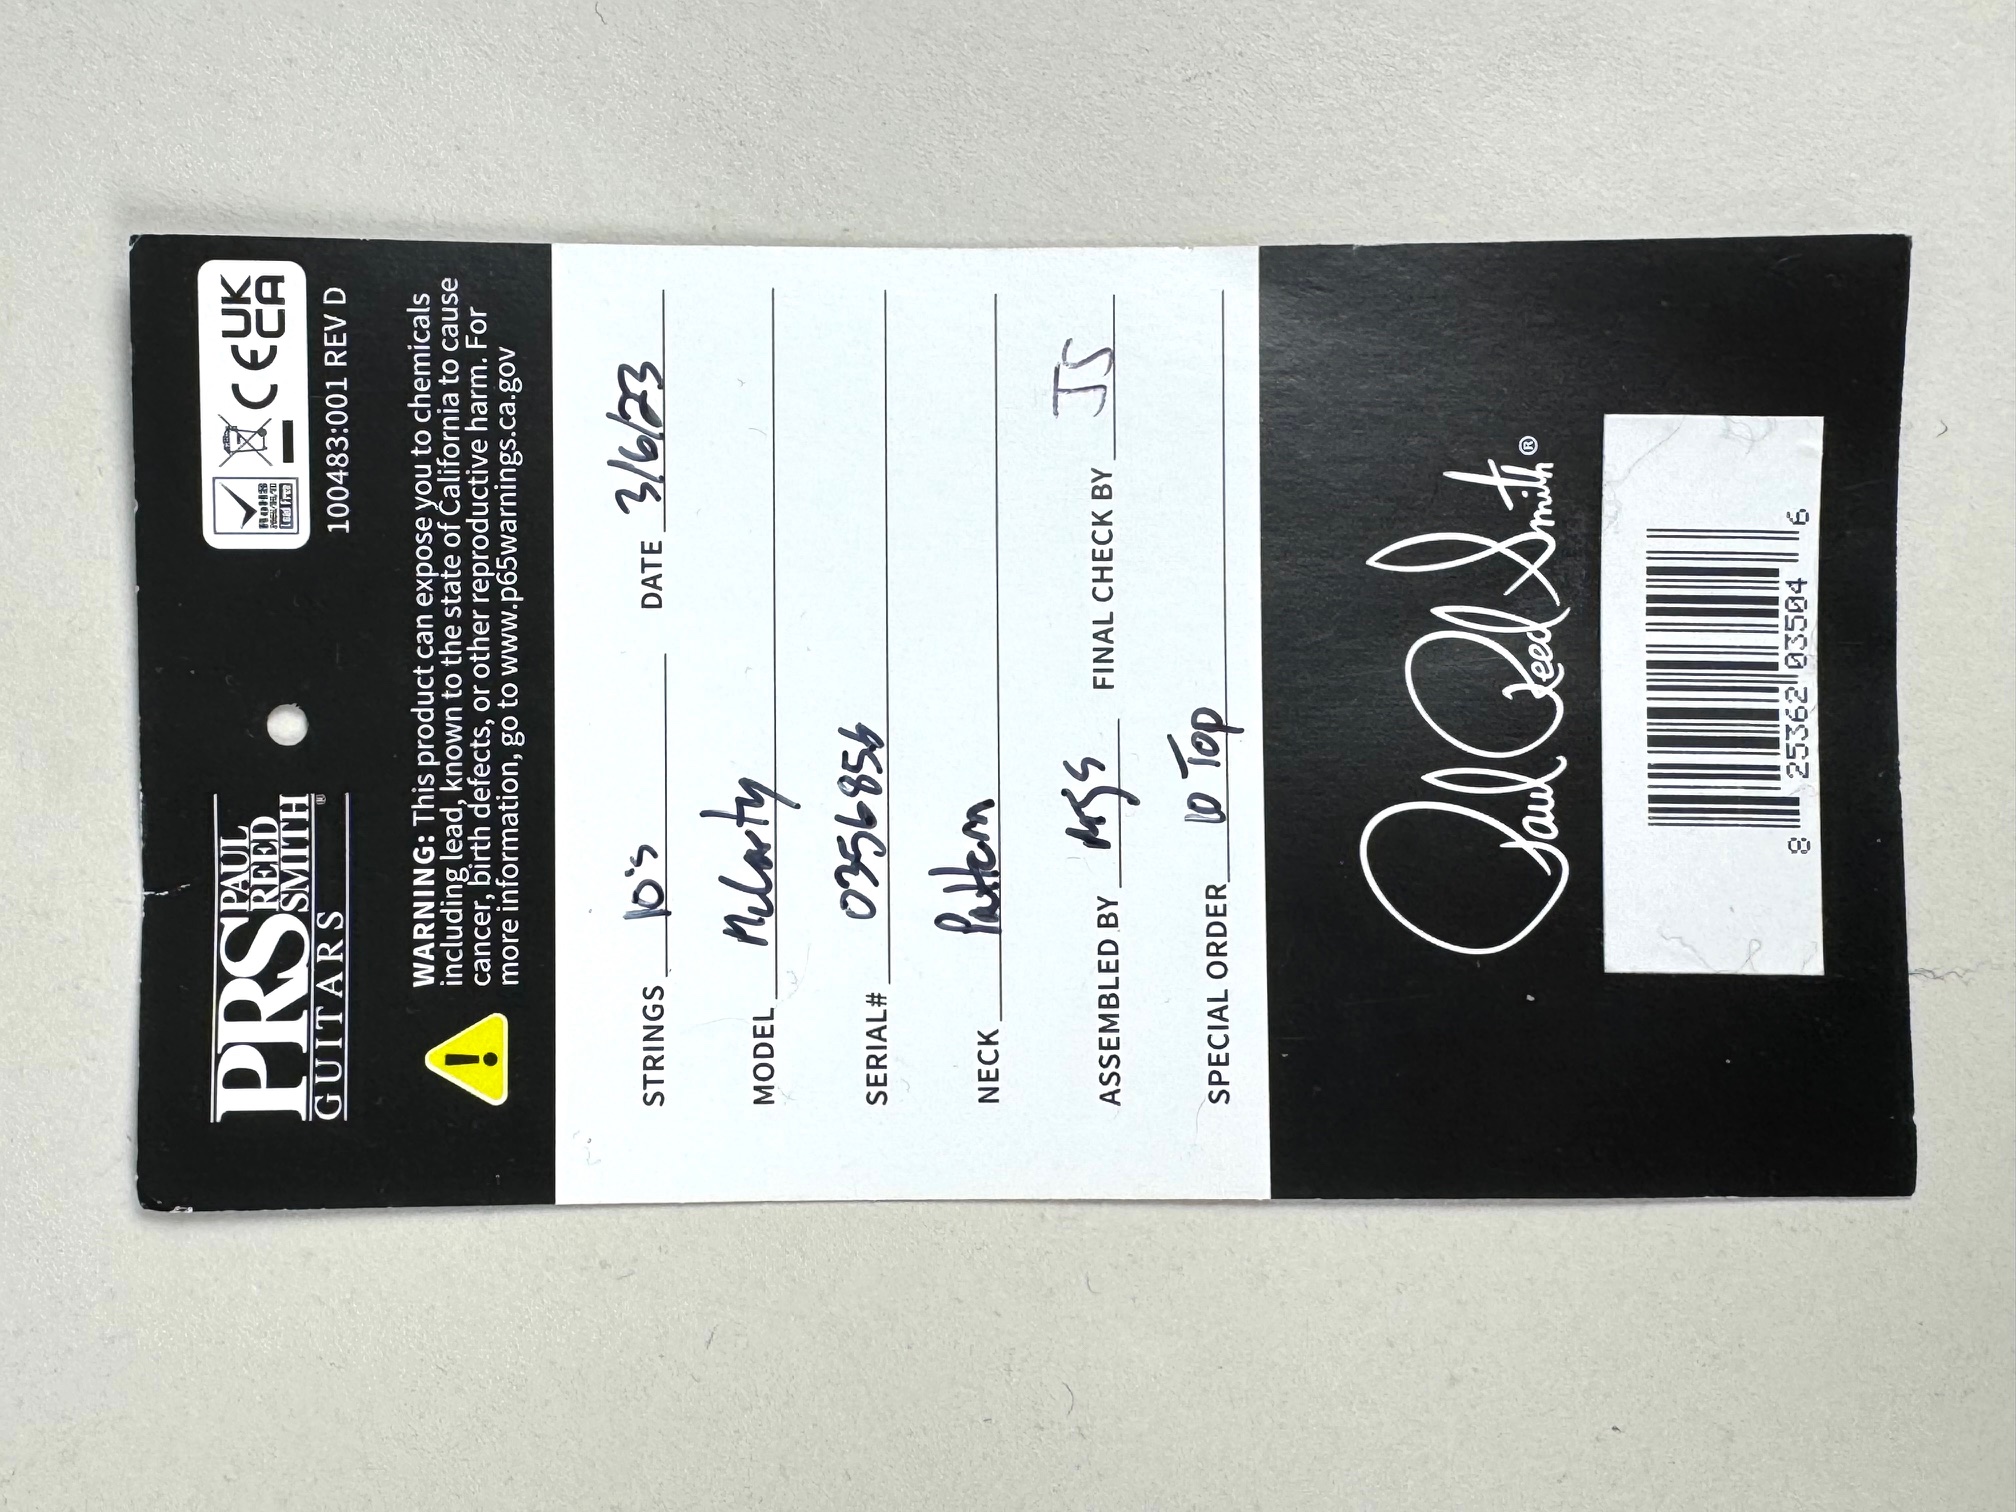 PRS PAUL REED SMITH
GUITARS
RoHS
Lead Free
CE UK CA
100483:001 REV D
WARNING: This product can expose you to chemicals
including lead, known to the state of California to cause
cancer, birth defects, or other reproductive harm. For
more information, go to www.p65warnings.ca.gov
STRINGS 10's DATE 3/6/23
MODEL McCarty
SERIAL# 0356856
NECK Pattern
ASSEMBLED BY FINAL CHECK BY JS
SPECIAL ORDER 10 Top
Paul Reed Smith®
8 25362 03504 6